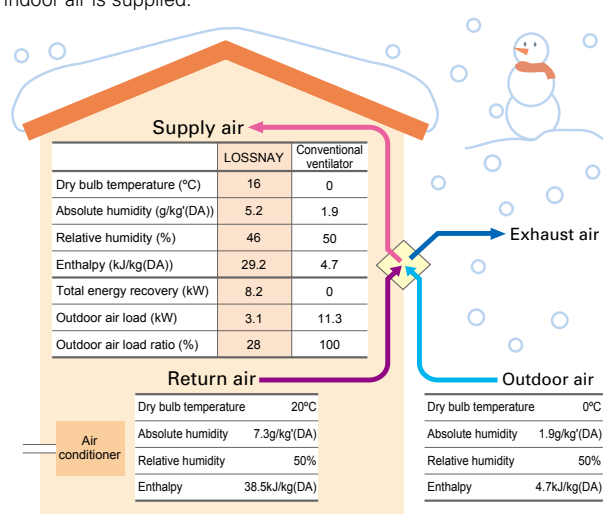 indoor air is supplied.
Supply air
LOSSNAY Conventional ventilator
Dry bulb temperature (ºC) 16 0
Absolute humidity (g/kg'(DA)) 5.2 1.9
Relative humidity (%) 46 50
Enthalpy (kJ/kg(DA)) 29.2 4.7
Total energy recovery (kW) 8.2 0
Outdoor air load (kW) 3.1 11.3
Outdoor air load ratio (%) 28 100
Exhaust air
Return air
Dry bulb temperature 20ºC
Absolute humidity 7.3g/kg'(DA)
Relative humidity 50%
Enthalpy 38.5kJ/kg(DA)
Air
conditioner
Outdoor air
Dry bulb temperature 0ºC
Absolute humidity 1.9g/kg'(DA)
Relative humidity 50%
Enthalpy 4.7kJ/kg(DA)